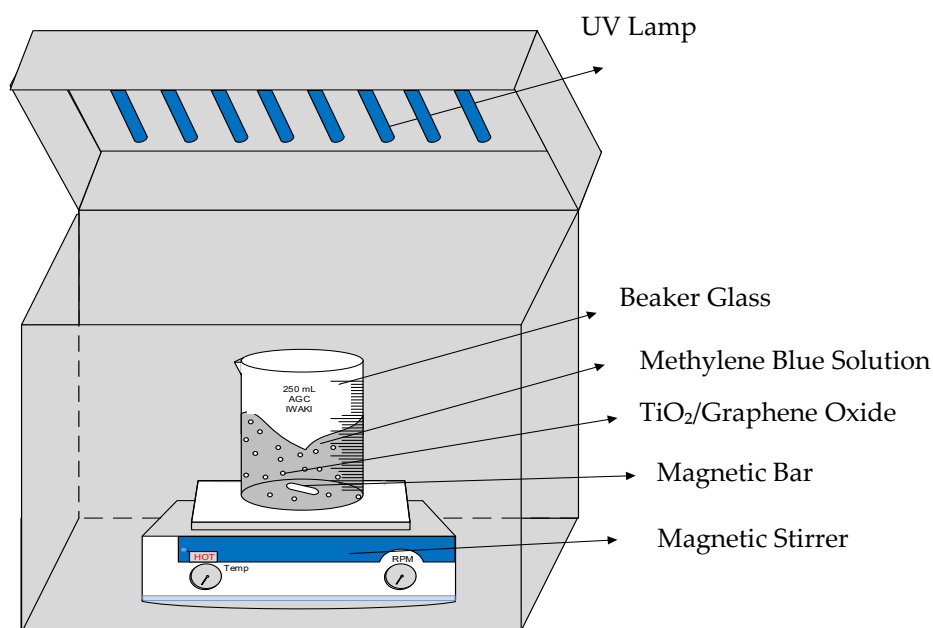 UV Lamp
Beaker Glass
250 mL
AGC
IWAKI
Methylene Blue Solution
TiO₂/Graphene Oxide
Magnetic Bar
Magnetic Stirrer
HOT
Temp
RPM